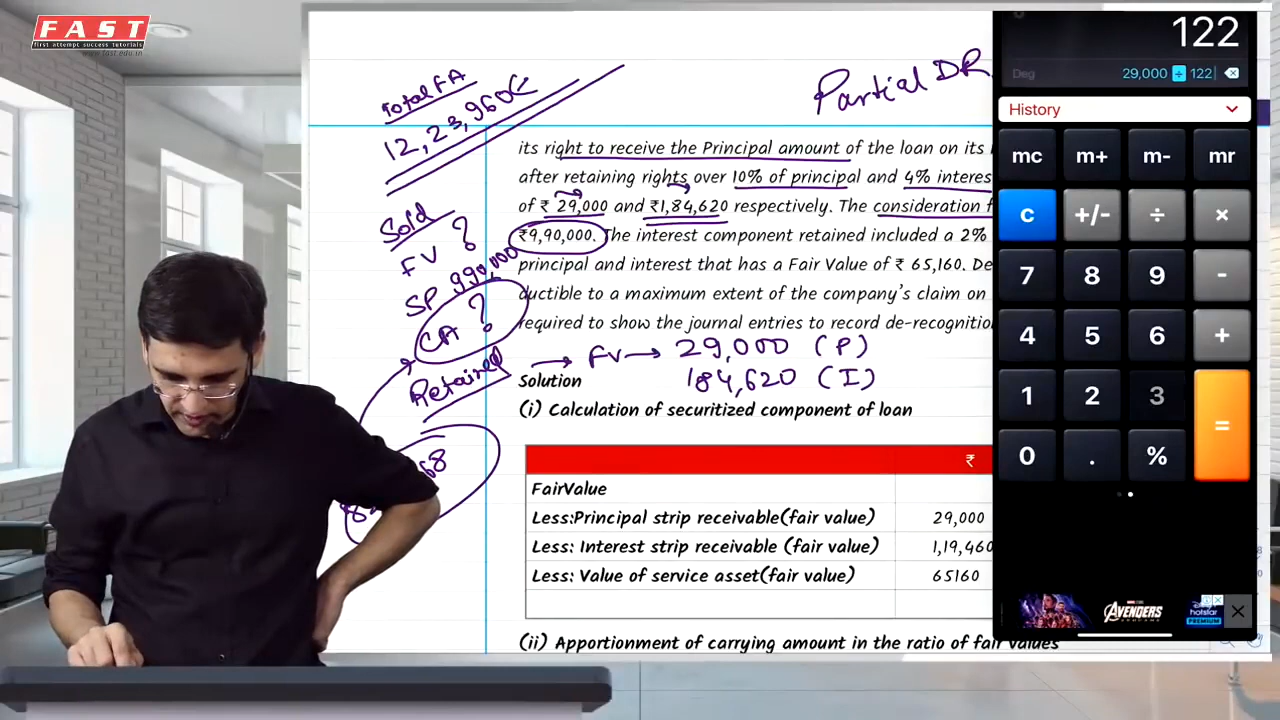 FAST
first attempt success tutorials
www.fast.edu.in
Total FA
12,23,960
Partial DR
its right to receive the Principal amount of the loan on its
after retaining rights over 10% of principal and 4% interes
of ₹ 29,000 and ₹1,84,620 respectively. The consideration f
₹9,90,000. The interest component retained included a 2%
principal and interest that has a Fair Value of ₹ 65,160. De
ductible to a maximum extent of the company's claim on
required to show the journal entries to record de-recognition
Sold
FV ?
SP 990,000
CA ?
Retained
FV → 29,000 (P)
184,620 (I)
Solution
(i) Calculation of securitized component of loan
₹
FairValue
Less:Principal strip receivable(fair value) 29,000
Less: Interest strip receivable (fair value) 1,19,460
Less: Value of service asset(fair value) 65160
(ii) Apportionment of carrying amount in the ratio of fair values
122
Deg 29,000 ÷ 122
History
mc m+ m- mr
c +/- ÷ ×
7 8 9 -
4 5 6 +
1 2 3 =
0 . %
AVENGERS
hotstar
PREMIUM